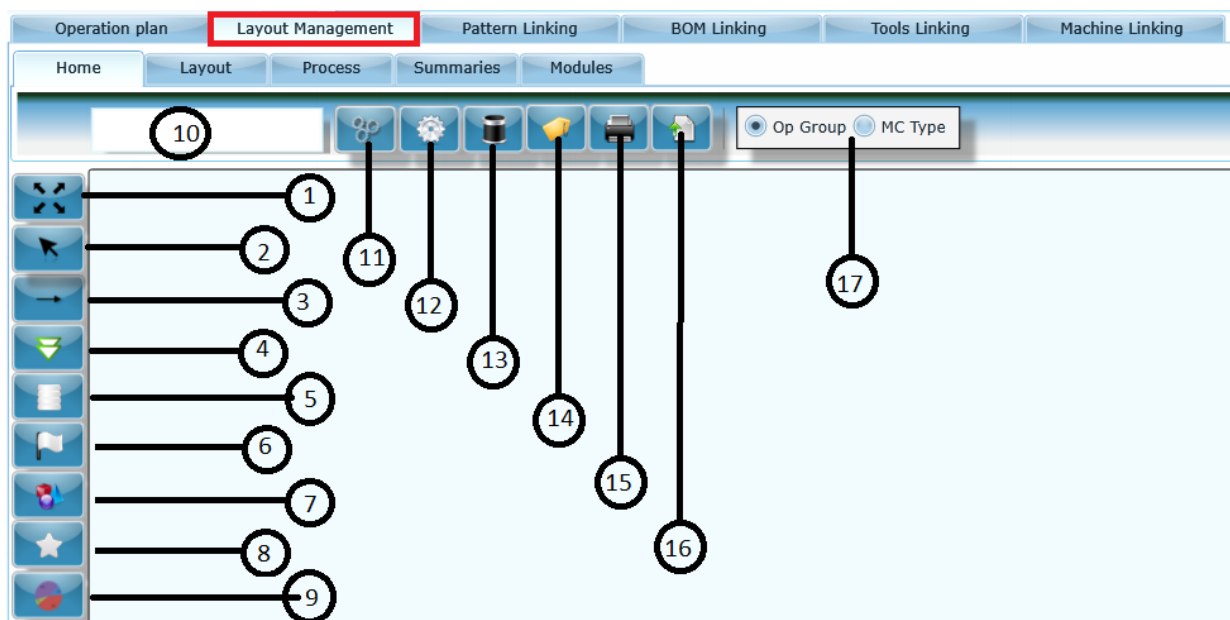 Operation plan Layout Management Pattern Linking BOM Linking Tools Linking Machine Linking
Home Layout Process Summaries Modules
10 Op Group MC Type
1
2 11
3 12 17
4 13
5 14
6
7 15
8 16
9